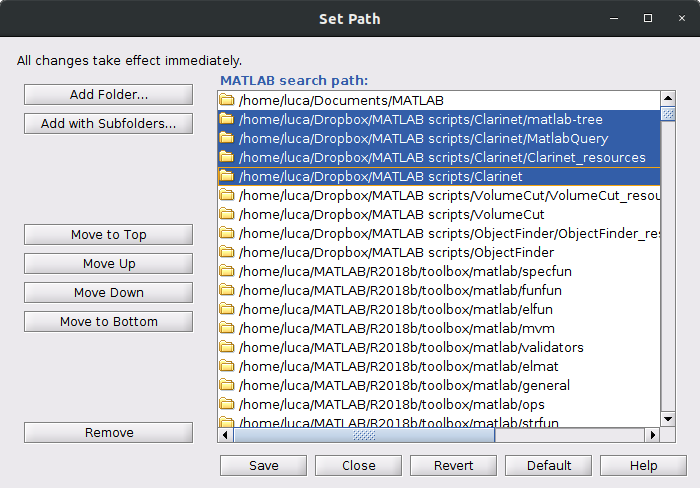 Set Path
All changes take effect immediately.
MATLAB search path:
Add Folder...
Add with Subfolders...
Move to Top
Move Up
Move Down
Move to Bottom
Remove
/home/luca/Documents/MATLAB
/home/luca/Dropbox/MATLAB scripts/Clarinet/matlab-tree
/home/luca/Dropbox/MATLAB scripts/Clarinet/MatlabQuery
/home/luca/Dropbox/MATLAB scripts/Clarinet/Clarinet_resources
/home/luca/Dropbox/MATLAB scripts/Clarinet
/home/luca/Dropbox/MATLAB scripts/VolumeCut/VolumeCut_resou
/home/luca/Dropbox/MATLAB scripts/VolumeCut
/home/luca/Dropbox/MATLAB scripts/ObjectFinder/ObjectFinder_res
/home/luca/Dropbox/MATLAB scripts/ObjectFinder
/home/luca/MATLAB/R2018b/toolbox/matlab/specfun
/home/luca/MATLAB/R2018b/toolbox/matlab/funfun
/home/luca/MATLAB/R2018b/toolbox/matlab/elfun
/home/luca/MATLAB/R2018b/toolbox/matlab/mvm
/home/luca/MATLAB/R2018b/toolbox/matlab/validators
/home/luca/MATLAB/R2018b/toolbox/matlab/elmat
/home/luca/MATLAB/R2018b/toolbox/matlab/general
/home/luca/MATLAB/R2018b/toolbox/matlab/ops
/home/luca/MATLAB/R2018b/toolbox/matlab/strfun
Save
Close
Revert
Default
Help